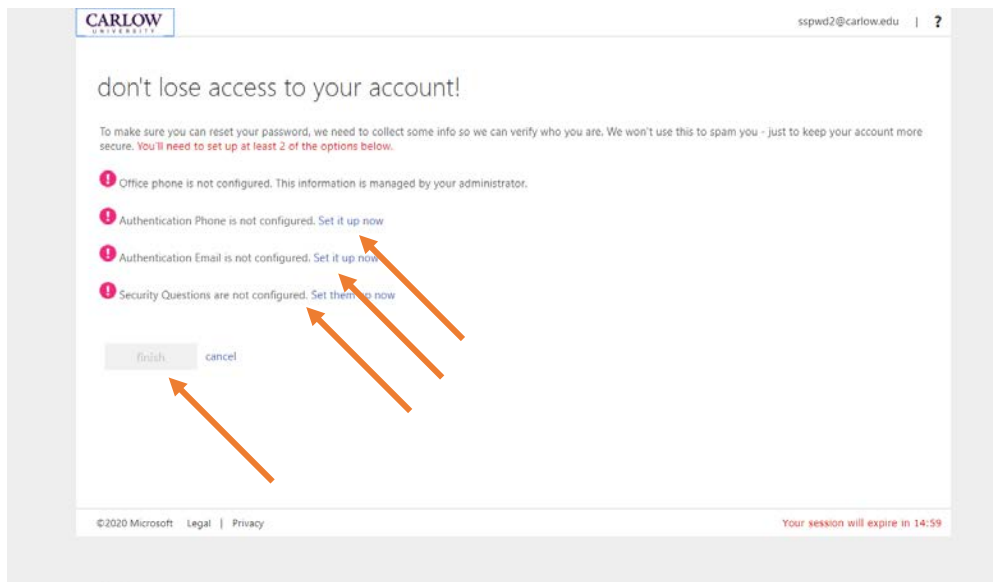 CARLOW
UNIVERSITY
sspwd2@carlow.edu | ?
don't lose access to your account!
To make sure you can reset your password, we need to collect some info so we can verify who you are. We won't use this to spam you - just to keep your account more
secure. You'll need to set up at least 2 of the options below.
! Office phone is not configured. This information is managed by your administrator.
! Authentication Phone is not configured. Set it up now
! Authentication Email is not configured. Set it up now
! Security Questions are not configured. Set them up now
finish cancel
©2020 Microsoft Legal | Privacy
Your session will expire in 14:59